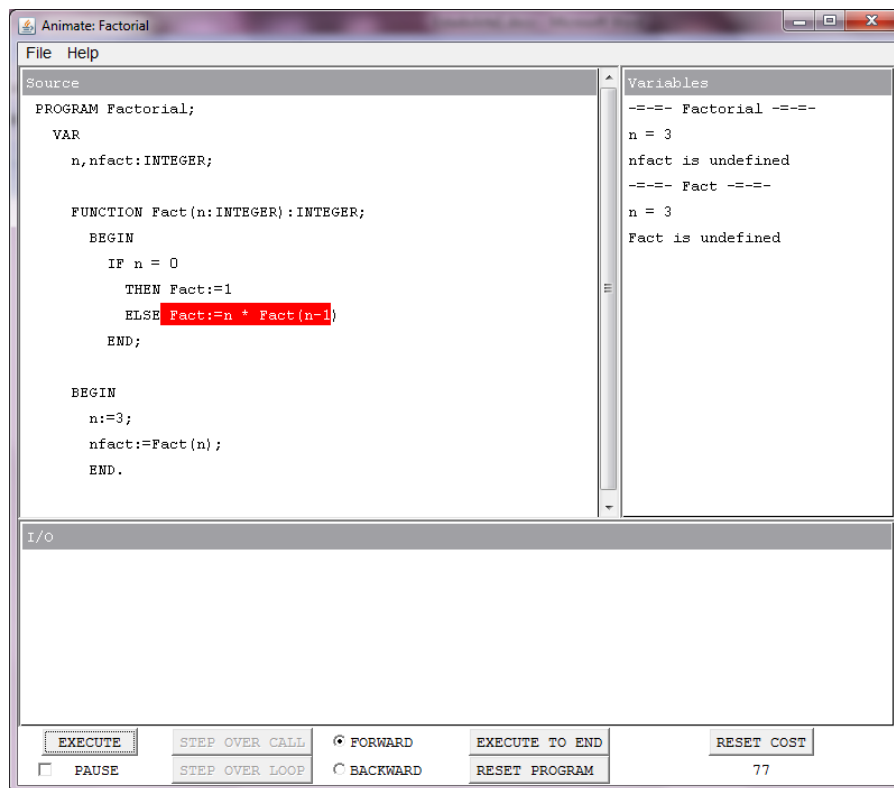 Animate: Factorial
File Help
Source
PROGRAM Factorial;
VAR
n,nfact:INTEGER;
FUNCTION Fact(n:INTEGER):INTEGER;
BEGIN
IF n = 0
THEN Fact:=1
ELSE Fact:=n * Fact(n-1)
END;
BEGIN
n:=3;
nfact:=Fact(n);
END.
Variables
-=-=- Factorial -=-=-
n = 3
nfact is undefined
-=-=- Fact -=-=-
n = 3
Fact is undefined
I/O
EXECUTE STEP OVER CALL FORWARD EXECUTE TO END RESET COST
PAUSE STEP OVER LOOP BACKWARD RESET PROGRAM 77